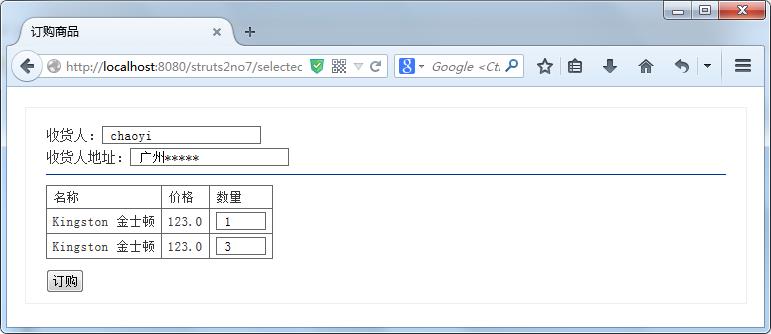 订购商品
http://localhost:8080/struts2no7/selectec
Google <Ct
收货人： chaoyi
收货人地址： 广州*****
名称 价格 数量
Kingston 金士顿 123.0 1
Kingston 金士顿 123.0 3
订购